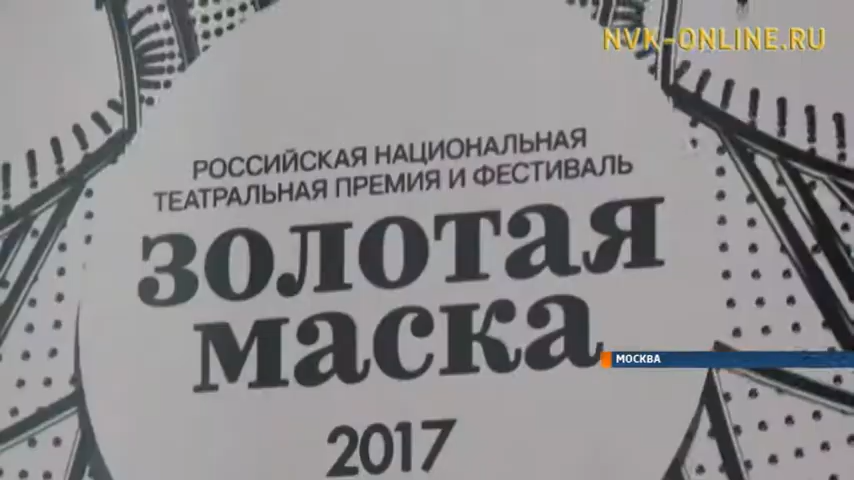 NVK-ONLINE.RU
РОССИЙСКАЯ НАЦИОНАЛЬНАЯ
ТЕАТРАЛЬНАЯ ПРЕМИЯ И ФЕСТИВАЛЬ
ЗОЛОТАЯ
МАСКА
МОСКВА
2017